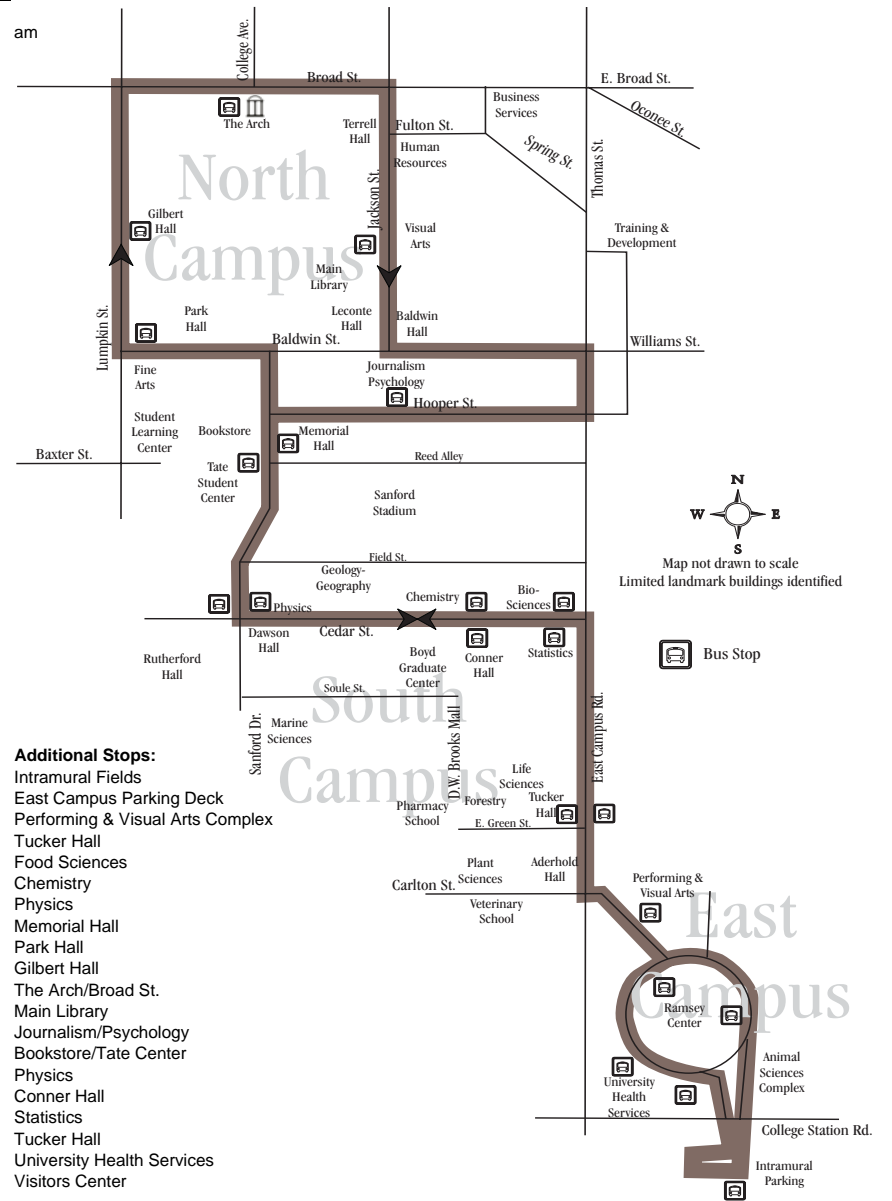 am
College Ave.
Broad St.
E. Broad St.
Business
Services
Oconee St.
The Arch
Terrell
Hall
Fulton St.
Spring St.
Human
Resources
Thomas St.
North
Campus
Jackson St.
Gilbert
Hall
Visual
Arts
Training &
Development
Main
Library
Lumpkin St.
Park
Hall
Leconte
Hall
Baldwin
Hall
Baldwin St.
Williams St.
Fine
Arts
Journalism
Psychology
Hooper St.
Student
Learning
Center
Bookstore
Memorial
Hall
Baxter St.
Tate
Student
Center
Reed Alley
Sanford
Stadium
N
W
E
S
Map not drawn to scale
Limited landmark buildings identified
Field St.
Geology-
Geography
Chemistry
Bio-
Sciences
Physics
Cedar St.
Dawson
Hall
Rutherford
Hall
Boyd
Graduate
Center
Conner
Hall
Statistics
Bus Stop
Soule St.
South
Campus
Sanford Dr.
Marine
Sciences
D.W. Brooks Mall
East Campus Rd.
Life
Sciences
Pharmacy
School
Forestry
Tucker
Hall
E. Green St.
Plant
Sciences
Aderhold
Hall
Carlton St.
Veterinary
School
Performing &
Visual Arts
East
Campus
Ramsey
Center
Animal
Sciences
Complex
University
Health
Services
College Station Rd.
Intramural
Parking
Additional Stops:
Intramural Fields
East Campus Parking Deck
Performing & Visual Arts Complex
Tucker Hall
Food Sciences
Chemistry
Physics
Memorial Hall
Park Hall
Gilbert Hall
The Arch/Broad St.
Main Library
Journalism/Psychology
Bookstore/Tate Center
Physics
Conner Hall
Statistics
Tucker Hall
University Health Services
Visitors Center